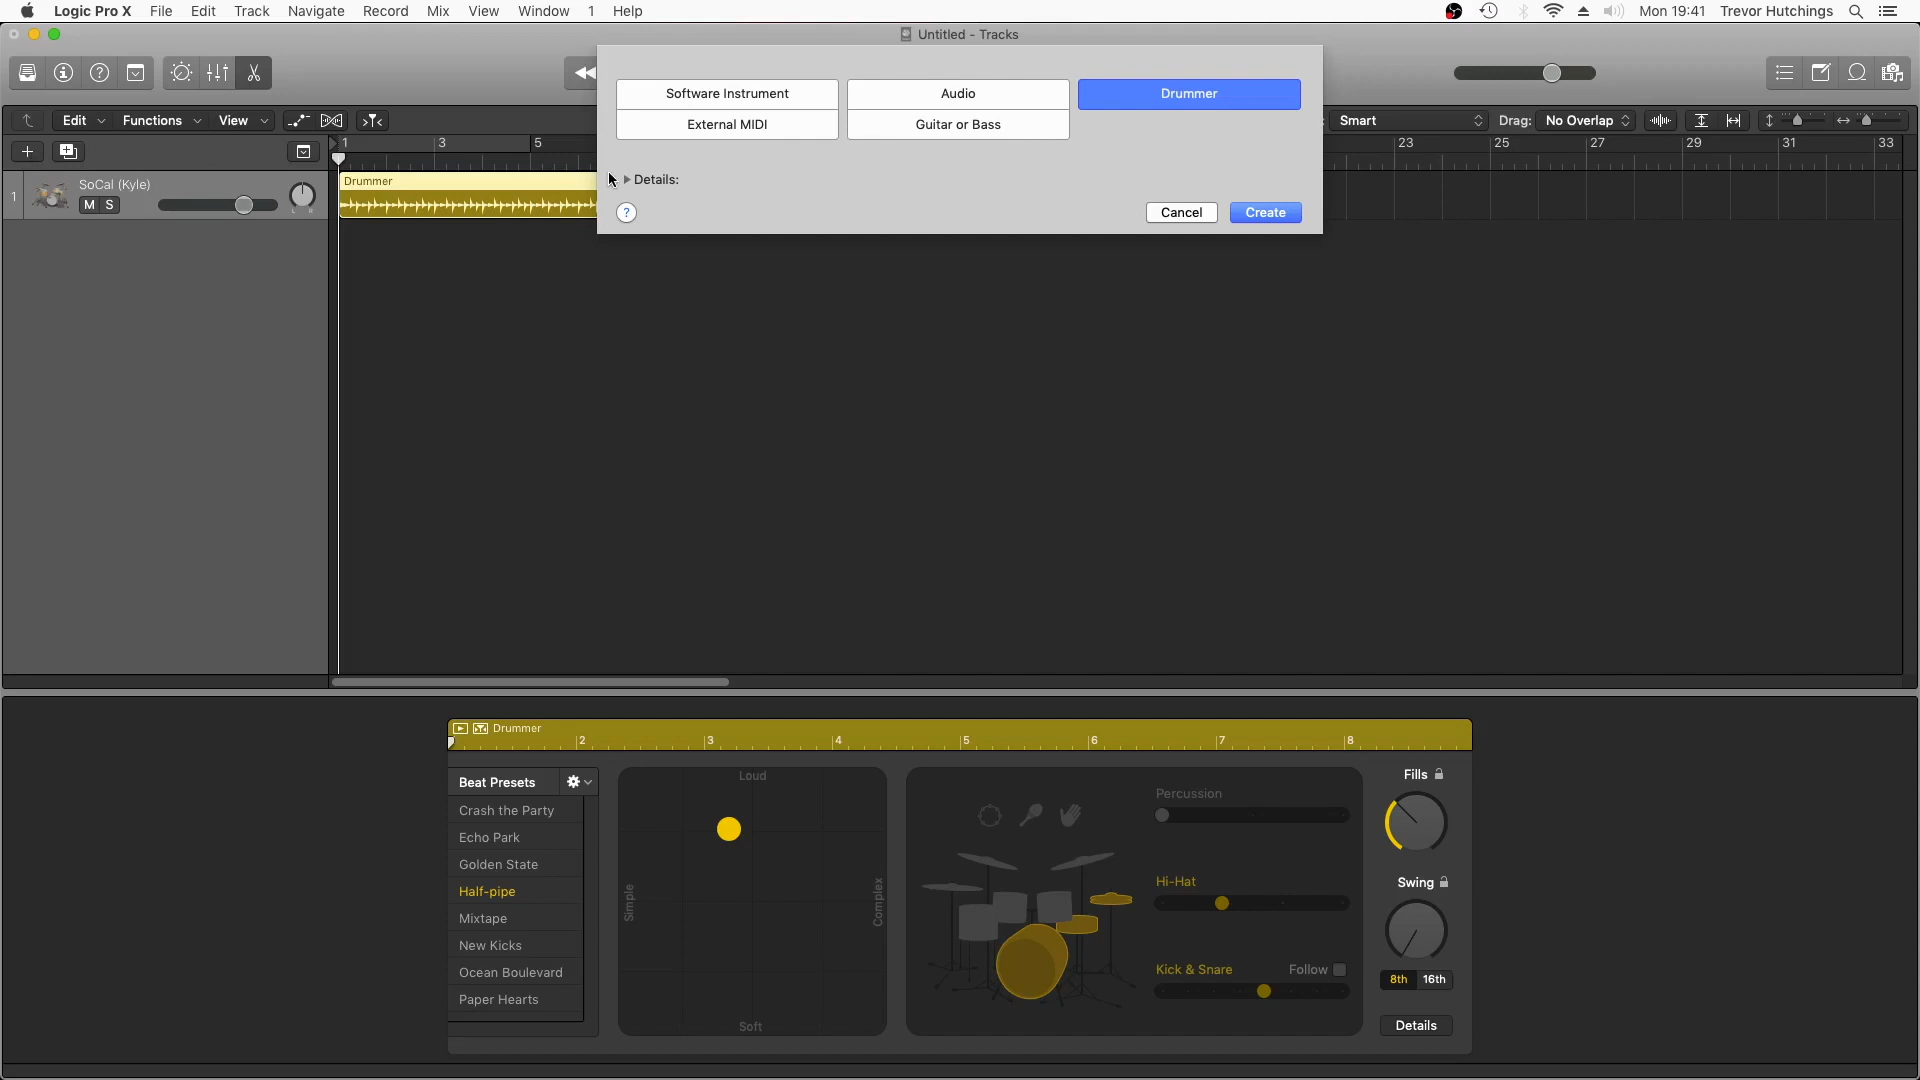 Logic Pro X File Edit Track Navigate Record Mix View Window 1 Help Mon 19:41 Trevor Hutchings
Untitled - Tracks
Software Instrument Audio Drummer
External MIDI Guitar or Bass
Details:
? Cancel Create
Edit Functions View : Smart Drag: No Overlap
1 3 5 23 25 27 29 31 33
1 SoCal (Kyle)
M S L R
Drummer
Drummer
2 3 4 5 6 7 8
Beat Presets
Crash the Party
Echo Park
Golden State
Half-pipe
Mixtape
New Kicks
Ocean Boulevard
Paper Hearts
Loud
Simple
Complex
Soft
Percussion
Hi-Hat
Kick & Snare Follow
Fills
Swing
8th 16th
Details